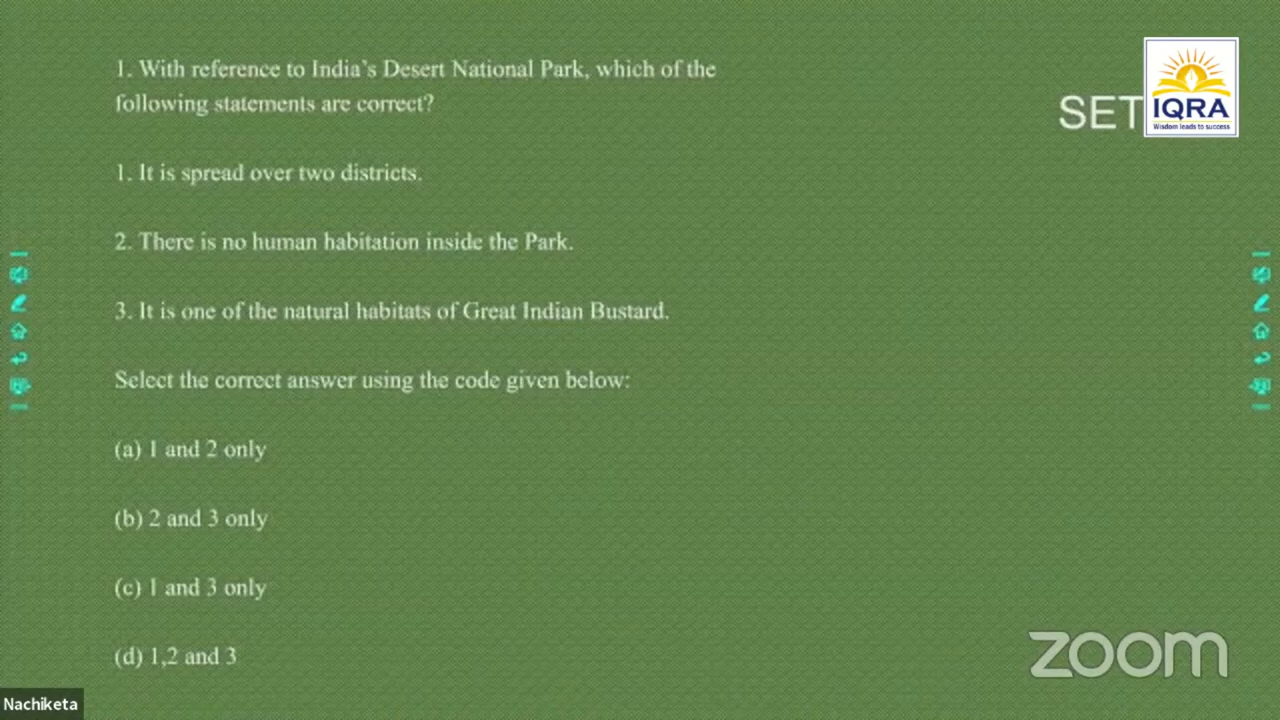 1. With reference to India's Desert National Park, which of the
following statements are correct?
SET
IQRA
Wisdom leads to success
1. It is spread over two districts.
2. There is no human habitation inside the Park.
3. It is one of the natural habitats of Great Indian Bustard.
Select the correct answer using the code given below:
(a) 1 and 2 only
(b) 2 and 3 only
(c) 1 and 3 only
(d) 1,2 and 3
zoom
Nachiketa